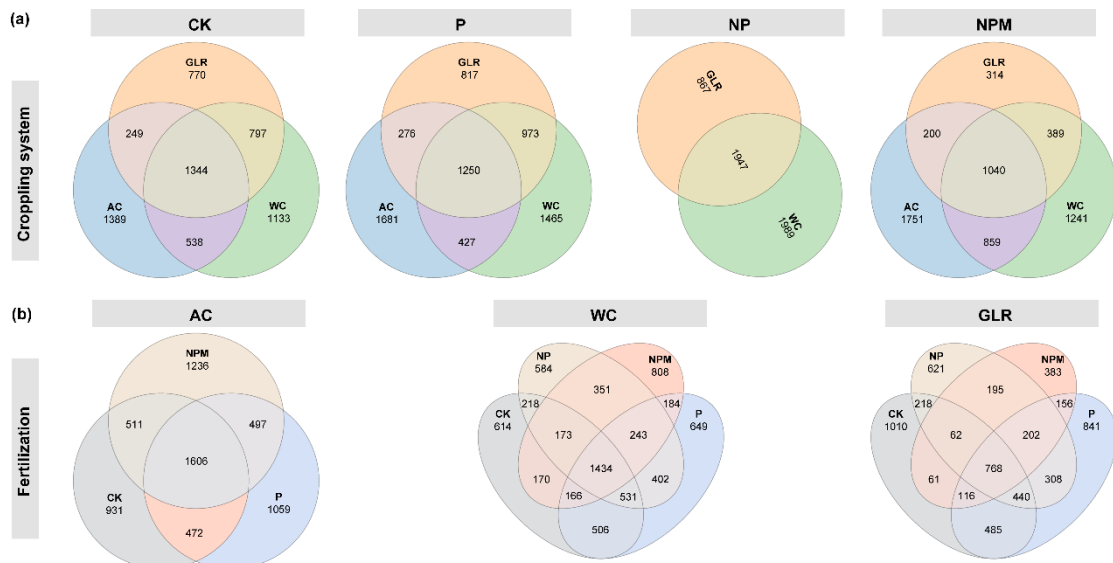 (a)
CK
P
NP
NPM
Croppling system
GLR
770
249
797
1344
AC
1389
WC
1133
538
GLR
817
276
973
1250
AC
1681
WC
1465
427
GLR
867
1947
WC
1989
GLR
314
200
389
1040
AC
1751
WC
1241
859
(b)
AC
WC
GLR
Fertilization
NPM
1236
511
497
1606
CK
931
P
1059
472
NP
584
NPM
808
351
218
184
CK
614
P
649
173
243
1434
170
402
166
531
506
NP
621
NPM
383
195
218
156
CK
1010
P
841
62
202
768
61
308
116
440
485